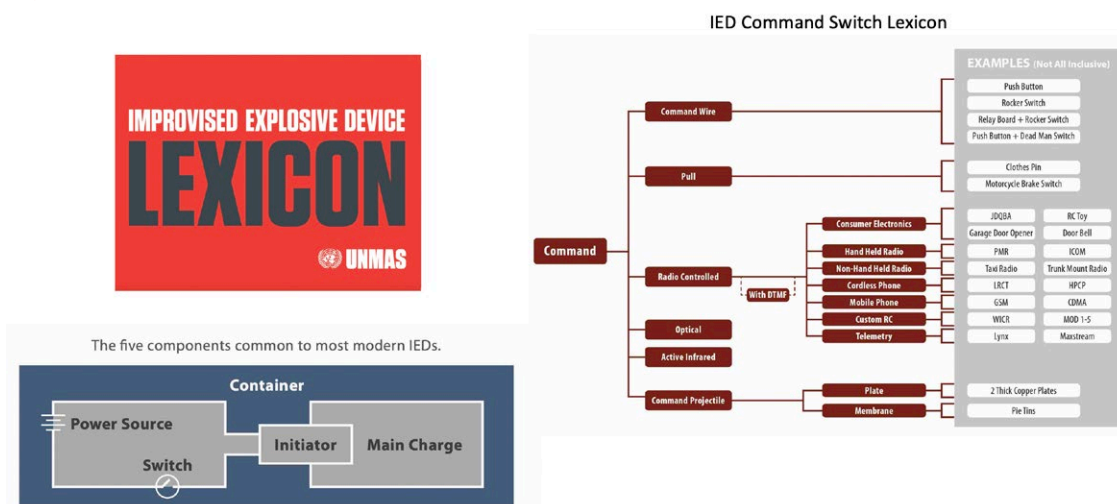 IED Command Switch Lexicon
IMPROVISED EXPLOSIVE DEVICE
LEXICON
UNMAS
The five components common to most modern IEDs.
Container
Power Source
Switch
Initiator
Main Charge
Command
Command Wire
Pull
Radio Controlled
With DTMF
Optical
Active Infrared
Command Projectile
Consumer Electronics
Hand Held Radio
Non-Hand Held Radio
Cordless Phone
Mobile Phone
Custom RC
Telemetry
Plate
Membrane
EXAMPLES (Not All Inclusive)
Push Button
Rocker Switch
Relay Board + Rocker Switch
Push Button + Dead Man Switch
Clothes Pin
Motorcycle Brake Switch
JDQBA RC Toy
Garage Door Opener Door Bell
PMR ICOM
Taxi Radio Trunk Mount Radio
LRCT HPCP
GSM CDMA
WICR MOD 1-5
Lynx Maxstream
2 Thick Copper Plates
Pie Tins